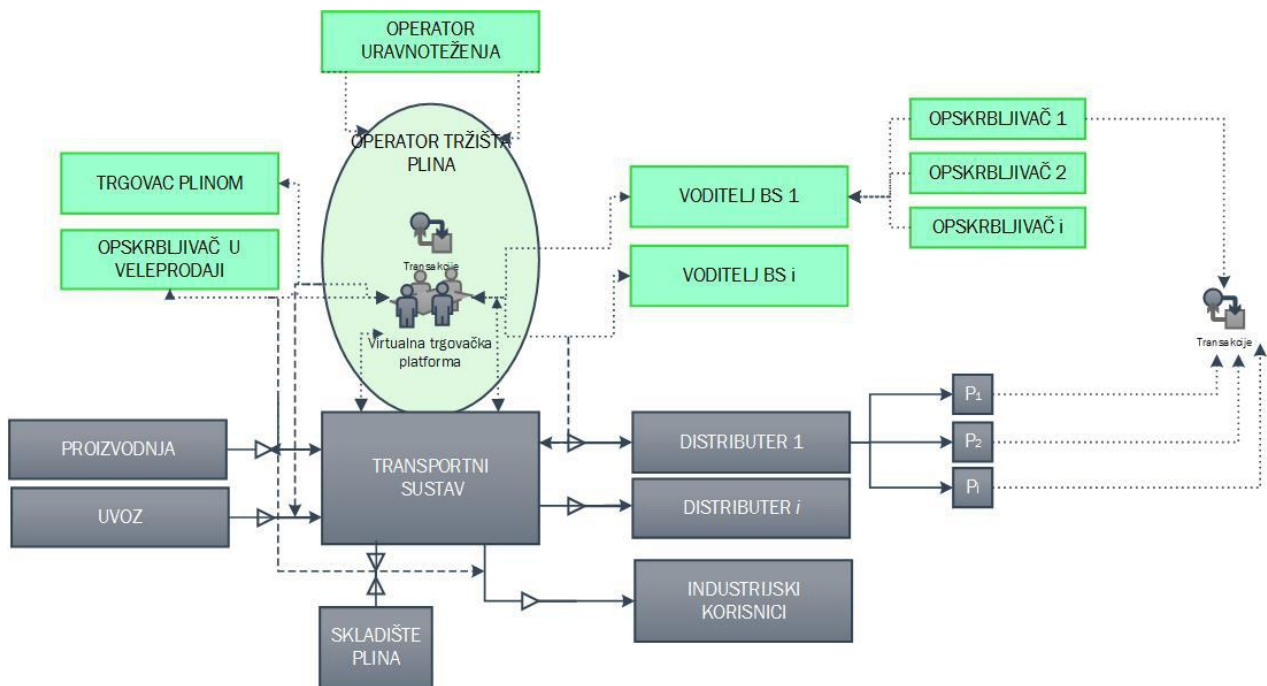 OPERATOR
URAVNOTEŽENJA
OPERATOR TRŽIŠTA
PLINA
TRGOVAC PLINOM
OPSKRBLJIVAČ U
VELEPRODAJI
Transakcije
Virtualna trgovačka
platforma
VODITELJ BS 1
VODITELJ BS i
OPSKRBLJIVAČ 1
OPSKRBLJIVAČ 2
OPSKRBLJIVAČ i
Transakcije
PROIZVODNJA
UVOZ
TRANSPORTNI
SUSTAV
DISTRIBUTER 1
DISTRIBUTER i
INDUSTRIJSKI
KORISNICI
SKLADIŠTE
PLINA
P₁
P₂
Pᵢ